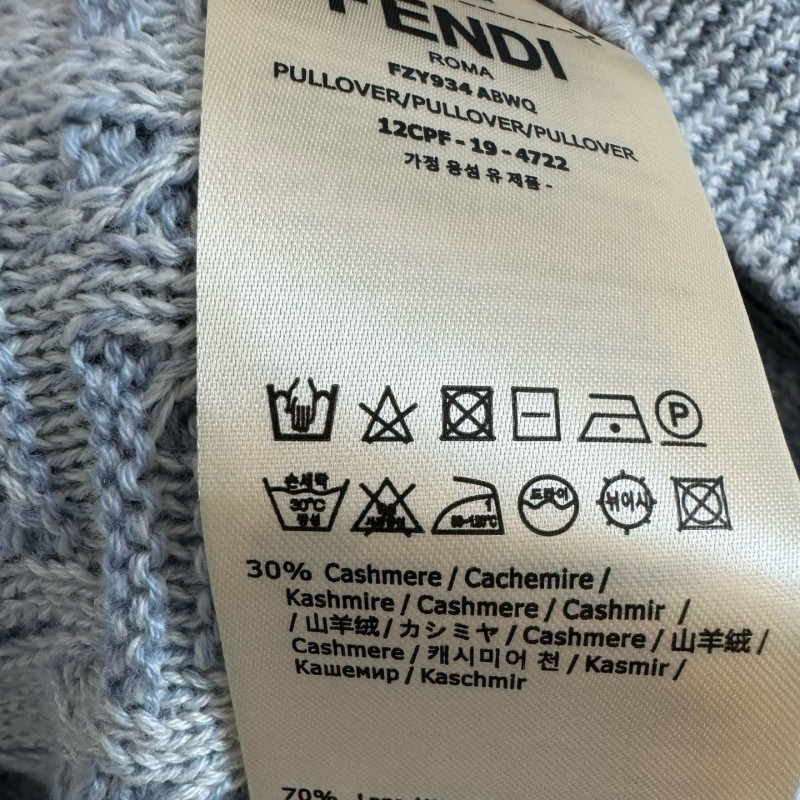 FENDI
ROMA
FZY934 ABWQ
PULLOVER/PULLOVER/PULLOVER
12CPF - 19 - 4722
가정 용섬 유 제품 -
P
손세탁
30°C
중성
드라이
뉘어서
30% Cashmere / Cachemire /
Kashmire / Cashmere / Cashmir /
/ 山羊绒 / カシミヤ / Cashmere / 山羊絨 /
Cashmere / 캐시미어 천 / Kasmir /
Кашемир / Kaschmir
70%